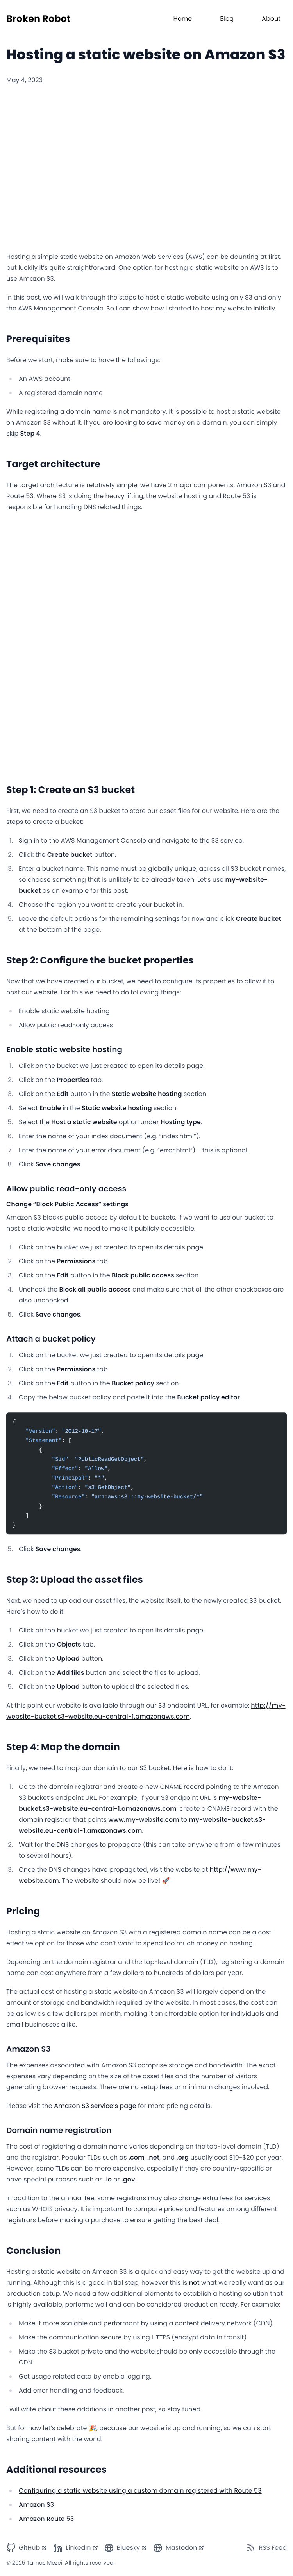 Broken Robot
Home Blog About
Hosting a static website on Amazon S3
May 4, 2023
Hosting a simple static website on Amazon Web Services (AWS) can be daunting at first,
but luckily it's quite straightforward. One option for hosting a static website on AWS is to
use Amazon S3.
In this post, we will walk through the steps to host a static website using only S3 and only
the AWS Management Console. So I can show how I started to host my website initially.
Prerequisites
Before we start, make sure to have the followings:
An AWS account
A registered domain name
While registering a domain name is not mandatory, it is possible to host a static website
on Amazon S3 without it. If you are looking to save money on a domain, you can simply
skip Step 4.
Target architecture
The target architecture is relatively simple, we have 2 major components: Amazon S3 and
Route 53. Where S3 is doing the heavy lifting, the website hosting and Route 53 is
responsible for handling DNS related things.
Step 1: Create an S3 bucket
First, we need to create an S3 bucket to store our asset files for our website. Here are the
steps to create a bucket:
1. Sign in to the AWS Management Console and navigate to the S3 service.
2. Click the Create bucket button.
3. Enter a bucket name. This name must be globally unique, across all S3 bucket names,
so choose something that is unlikely to be already taken. Let's use my-website-
bucket as an example for this post.
4. Choose the region you want to create your bucket in.
5. Leave the default options for the remaining settings for now and click Create bucket
at the bottom of the page.
Step 2: Configure the bucket properties
Now that we have created our bucket, we need to configure its properties to allow it to
host our website. For this we need to do following things:
Enable static website hosting
Allow public read-only access
Enable static website hosting
1. Click on the bucket we just created to open its details page.
2. Click on the Properties tab.
3. Click on the Edit button in the Static website hosting section.
4. Select Enable in the Static website hosting section.
5. Select the Host a static website option under Hosting type.
6. Enter the name of your index document (e.g. "index.html").
7. Enter the name of your error document (e.g. "error.html") - this is optional.
8. Click Save changes.
Allow public read-only access
Change "Block Public Access" settings
Amazon S3 blocks public access by default to buckets. If we want to use our bucket to
host a static website, we need to make it publicly accessible.
1. Click on the bucket we just created to open its details page.
2. Click on the Permissions tab.
3. Click on the Edit button in the Block public access section.
4. Uncheck the Block all public access and make sure that all the other checkboxes are
also unchecked.
5. Click Save changes.
Attach a bucket policy
1. Click on the bucket we just created to open its details page.
2. Click on the Permissions tab.
3. Click on the Edit button in the Bucket policy section.
4. Copy the below bucket policy and paste it into the Bucket policy editor.
{
"Version": "2012-10-17",
"Statement": [
{
"Sid": "PublicReadGetObject",
"Effect": "Allow",
"Principal": "*",
"Action": "s3:GetObject",
"Resource": "arn:aws:s3:::my-website-bucket/*"
}
]
}
5. Click Save changes.
Step 3: Upload the asset files
Next, we need to upload our asset files, the website itself, to the newly created S3 bucket.
Here's how to do it:
1. Click on the bucket we just created to open its details page.
2. Click on the Objects tab.
3. Click on the Upload button.
4. Click on the Add files button and select the files to upload.
5. Click on the Upload button to upload the selected files.
At this point our website is available through our S3 endpoint URL, for example: http://my-
website-bucket.s3-website.eu-central-1.amazonaws.com.
Step 4: Map the domain
Finally, we need to map our domain to our S3 bucket. Here is how to do it:
1. Go to the domain registrar and create a new CNAME record pointing to the Amazon
S3 bucket's endpoint URL. For example, if your S3 endpoint URL is my-website-
bucket.s3-website.eu-central-1.amazonaws.com, create a CNAME record with the
domain registrar that points www.my-website.com to my-website-bucket.s3-
website.eu-central-1.amazonaws.com.
2. Wait for the DNS changes to propagate (this can take anywhere from a few minutes
to several hours).
3. Once the DNS changes have propagated, visit the website at http://www.my-
website.com. The website should now be live! 🚀
Pricing
Hosting a static website on Amazon S3 with a registered domain name can be a cost-
effective option for those who don't want to spend too much money on hosting.
Depending on the domain registrar and the top-level domain (TLD), registering a domain
name can cost anywhere from a few dollars to hundreds of dollars per year.
The actual cost of hosting a static website on Amazon S3 will largely depend on the
amount of storage and bandwidth required by the website. In most cases, the cost can
be as low as a few dollars per month, making it an affordable option for individuals and
small businesses alike.
Amazon S3
The expenses associated with Amazon S3 comprise storage and bandwidth. The exact
expenses vary depending on the size of the asset files and the number of visitors
generating browser requests. There are no setup fees or minimum charges involved.
Please visit the Amazon S3 service's page for more pricing details.
Domain name registration
The cost of registering a domain name varies depending on the top-level domain (TLD)
and the registrar. Popular TLDs such as .com, .net, and .org usually cost $10-$20 per year.
However, some TLDs can be more expensive, especially if they are country-specific or
have special purposes such as .io or .gov.
In addition to the annual fee, some registrars may also charge extra fees for services
such as WHOIS privacy. It is important to compare prices and features among different
registrars before making a purchase to ensure getting the best deal.
Conclusion
Hosting a static website on Amazon S3 is a quick and easy way to get the website up and
running. Although this is a good initial step, however this is not what we really want as our
production setup. We need a few additional elements to establish a hosting solution that
is highly available, performs well and can be considered production ready. For example:
Make it more scalable and performant by using a content delivery network (CDN).
Make the communication secure by using HTTPS (encrypt data in transit).
Make the S3 bucket private and the website should be only accessible through the
CDN.
Get usage related data by enable logging.
Add error handling and feedback.
I will write about these additions in another post, so stay tuned.
But for now let's celebrate 🎉, because our website is up and running, so we can start
sharing content with the world.
Additional resources
Configuring a static website using a custom domain registered with Route 53
Amazon S3
Amazon Route 53
GitHub LinkedIn Bluesky Mastodon RSS Feed
© 2025 Tamas Mezei. All rights reserved.